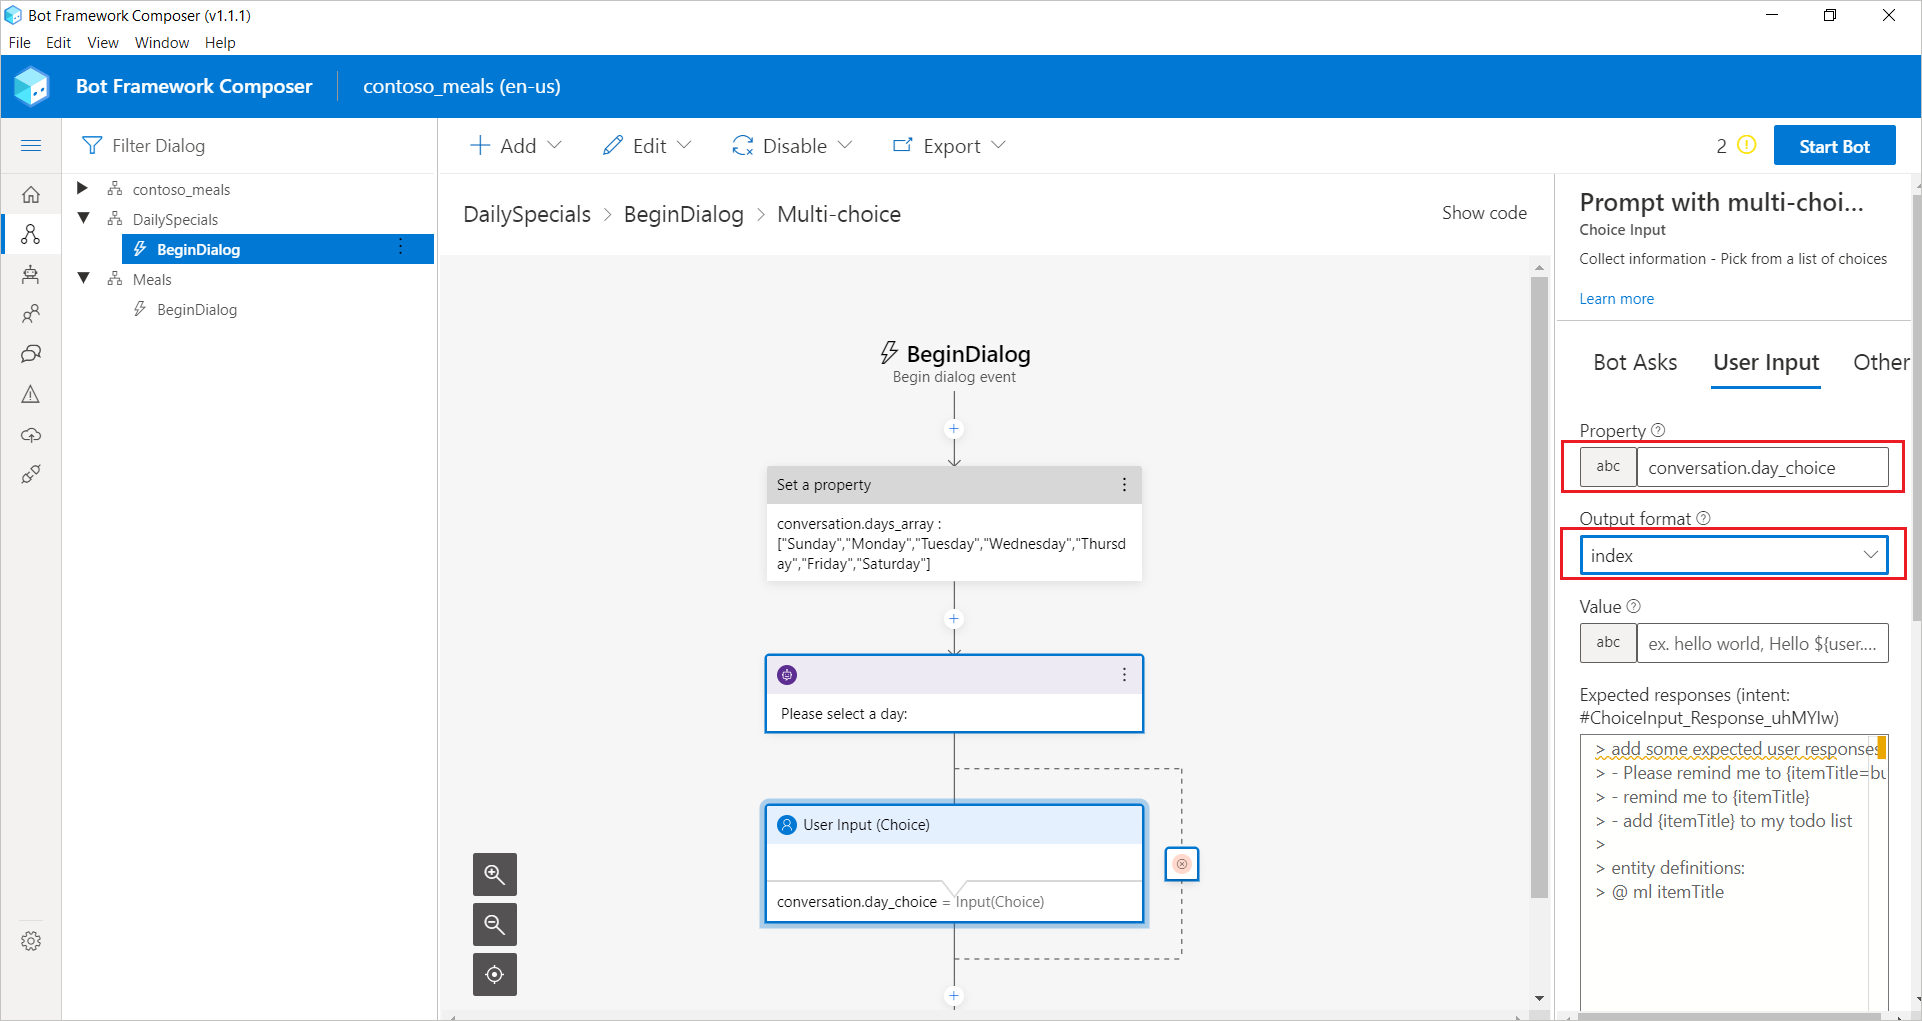 Bot Framework Composer (v1.1.1)
File Edit View Window Help
Bot Framework Composer contoso_meals (en-us)
Filter Dialog
contoso_meals
DailySpecials
BeginDialog
Meals
BeginDialog
Add Edit Disable Export 2 Start Bot
DailySpecials > BeginDialog > Multi-choice Show code
BeginDialog
Begin dialog event
Set a property
conversation.days_array :
["Sunday","Monday","Tuesday","Wednesday","Thursd
ay","Friday","Saturday"]
Please select a day:
User Input (Choice)
conversation.day_choice = Input(Choice)
Prompt with multi-choi...
Choice Input
Collect information - Pick from a list of choices
Learn more
Bot Asks User Input Other
Property
abc conversation.day_choice
Output format
index
Value
abc ex. hello world, Hello ${user....
Expected responses (intent:
#ChoiceInput_Response_uhMYIw)
> add some expected user responses
> - Please remind me to {itemTitle=bu
> - remind me to {itemTitle}
> - add {itemTitle} to my todo list
>
> entity definitions:
> @ ml itemTitle